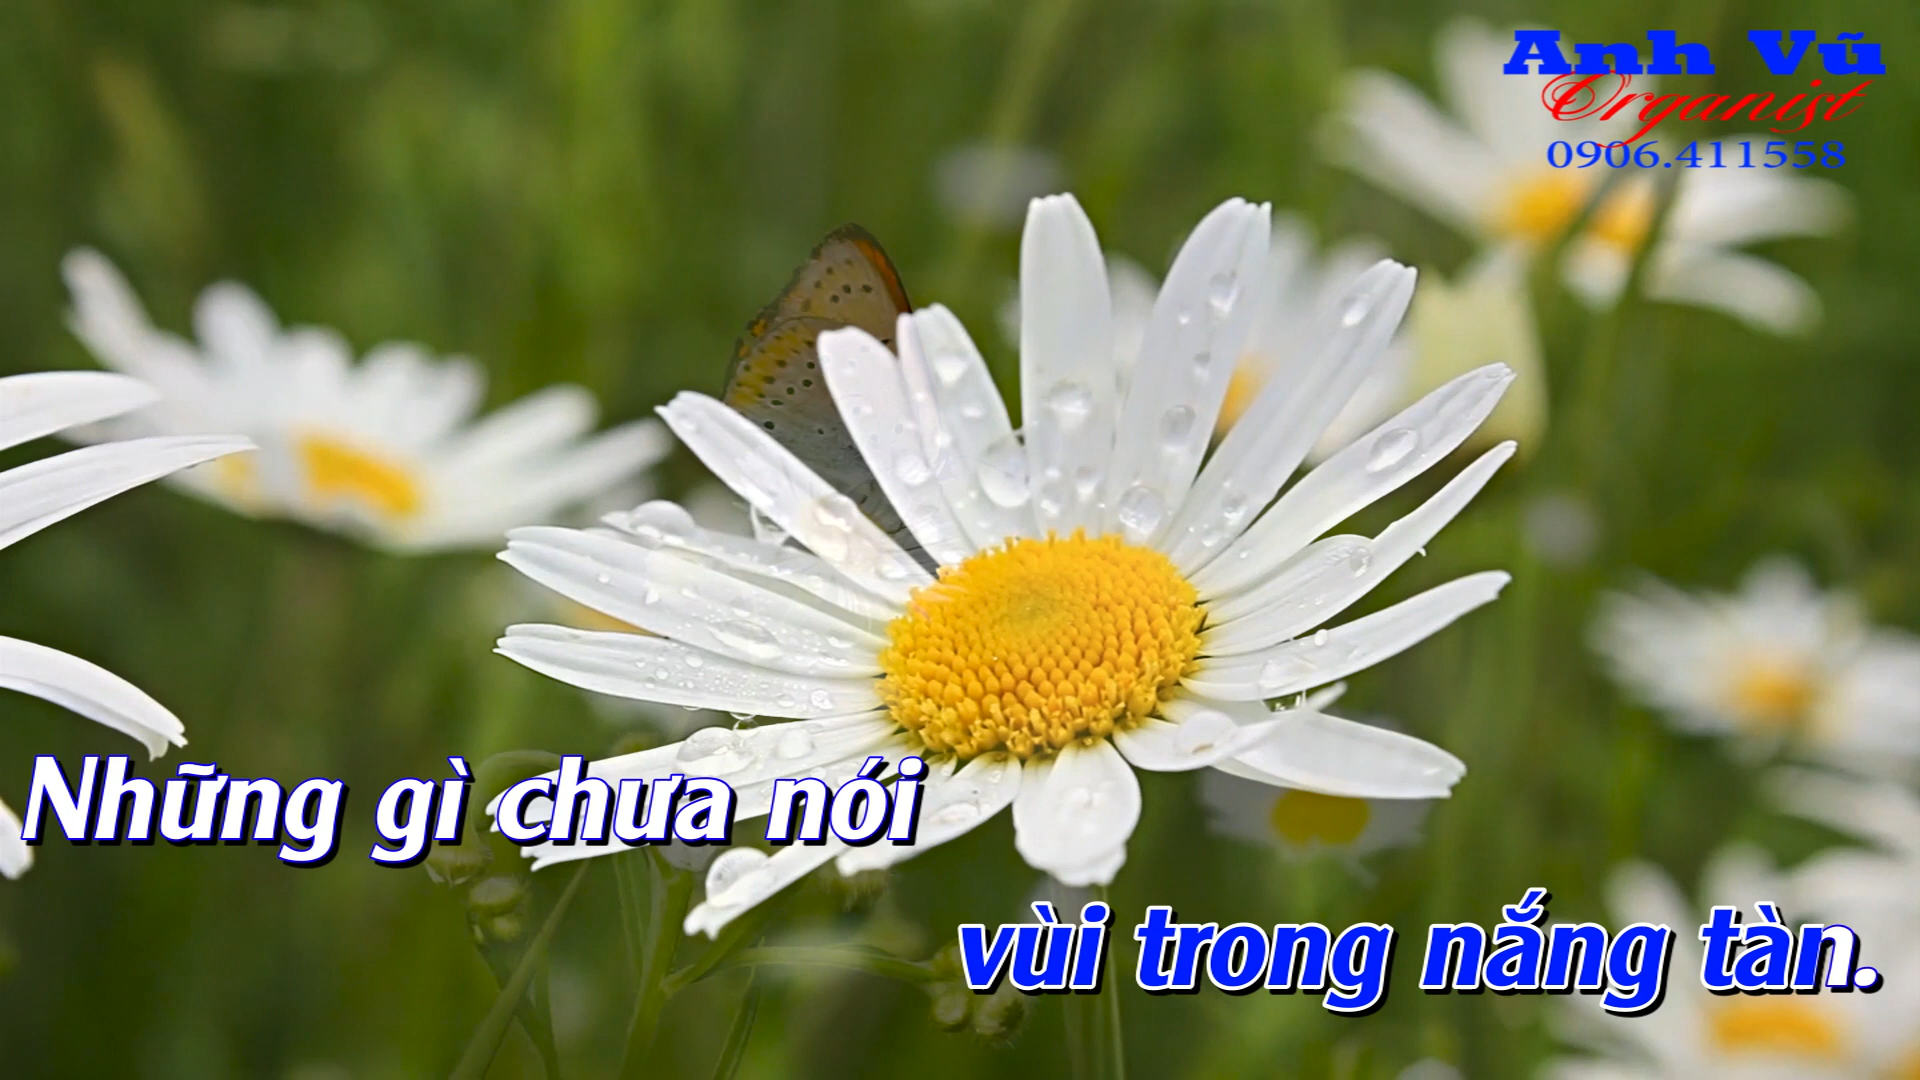 Anh Vũ
Organist
0906.411558
Những gì chưa nói
vùi trong nắng tàn.